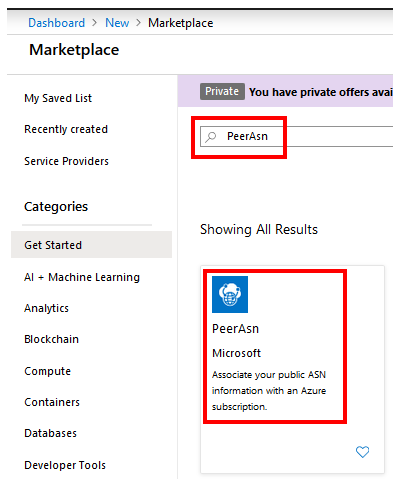 Dashboard > New > Marketplace
Marketplace
My Saved List
Recently created
Service Providers
Categories
Get Started
AI + Machine Learning
Analytics
Blockchain
Compute
Containers
Databases
Developer Tools
Private You have private offers avai
PeerAsn
Showing All Results
PeerAsn
Microsoft
Associate your public ASN
information with an Azure
subscription.